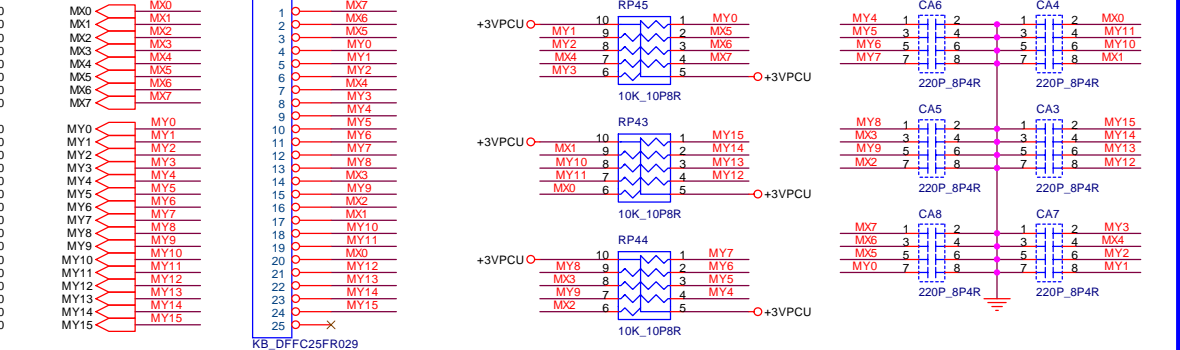 MX0 MX0
MX1 MX1
MX2 MX2
MX3 MX3
MX4 MX4
MX5 MX5
MX6 MX6
MX7 MX7
MY0 MY0
MY1 MY1
MY2 MY2
MY3 MY3
MY4 MY4
MY5 MY5
MY6 MY6
MY7 MY7
MY8 MY8
MY9 MY9
MY10 MY10
MY11 MY11
MY12 MY12
MY13 MY13
MY14 MY14
MY15 MY15
1 MX7
2 MX6
3 MX5
4 MY0
5 MY1
6 MY2
7 MX4
8 MY3
9 MY4
10 MY5
11 MY6
12 MY7
13 MY8
14 MX3
15 MY9
16 MX2
17 MX1
18 MY10
19 MY11
20 MX0
21 MY12
22 MY13
23 MY14
24 MY15
25
KB_DFFC25FR029
RP45
+3VPCU 10 1 MY0
MY1 9 2 MX5
MY2 8 3 MX6
MX4 7 4 MX7
MY3 6 5 +3VPCU
10K_10P8R
RP43
+3VPCU 10 1 MY15
MX1 9 2 MY14
MY10 8 3 MY13
MY11 7 4 MY12
MX0 6 5 +3VPCU
10K_10P8R
RP44
+3VPCU 10 1 MY7
MY8 9 2 MY6
MX3 8 3 MY5
MY9 7 4 MY4
MX2 6 5 +3VPCU
10K_10P8R
CA6 CA4
MY4 1 2 1 2 MX0
MY5 3 4 3 4 MY11
MY6 5 6 5 6 MY10
MY7 7 8 7 8 MX1
220P_8P4R 220P_8P4R
CA5 CA3
MY8 1 2 1 2 MY15
MX3 3 4 3 4 MY14
MY9 5 6 5 6 MY13
MX2 7 8 7 8 MY12
220P_8P4R 220P_8P4R
CA8 CA7
MX7 1 2 1 2 MY3
MX6 3 4 3 4 MX4
MX5 5 6 5 6 MY2
MY0 7 8 7 8 MY1
220P_8P4R 220P_8P4R